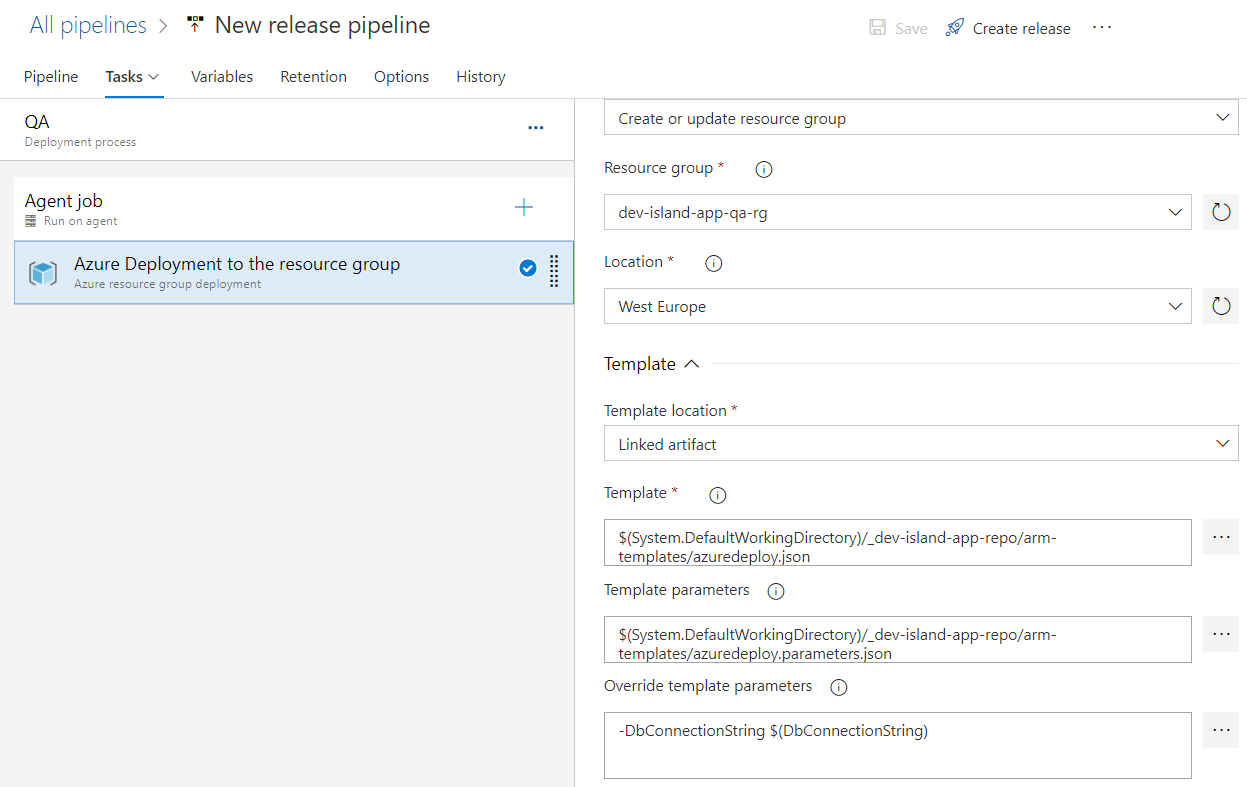 All pipelines
New release pipeline
Save
Create release
Pipeline
Tasks
Variables
Retention
Options
History
QA
Deployment process
Agent job
Run on agent
Azure Deployment to the resource group
Azure resource group deployment
Create or update resource group
Resource group *
dev-island-app-qa-rg
Location *
West Europe
Template
Template location *
Linked artifact
Template *
$(System.DefaultWorkingDirectory)/_dev-island-app-repo/arm-
templates/azuredeploy.json
Template parameters
$(System.DefaultWorkingDirectory)/_dev-island-app-repo/arm-
templates/azuredeploy.parameters.json
Override template parameters
-DbConnectionString $(DbConnectionString)